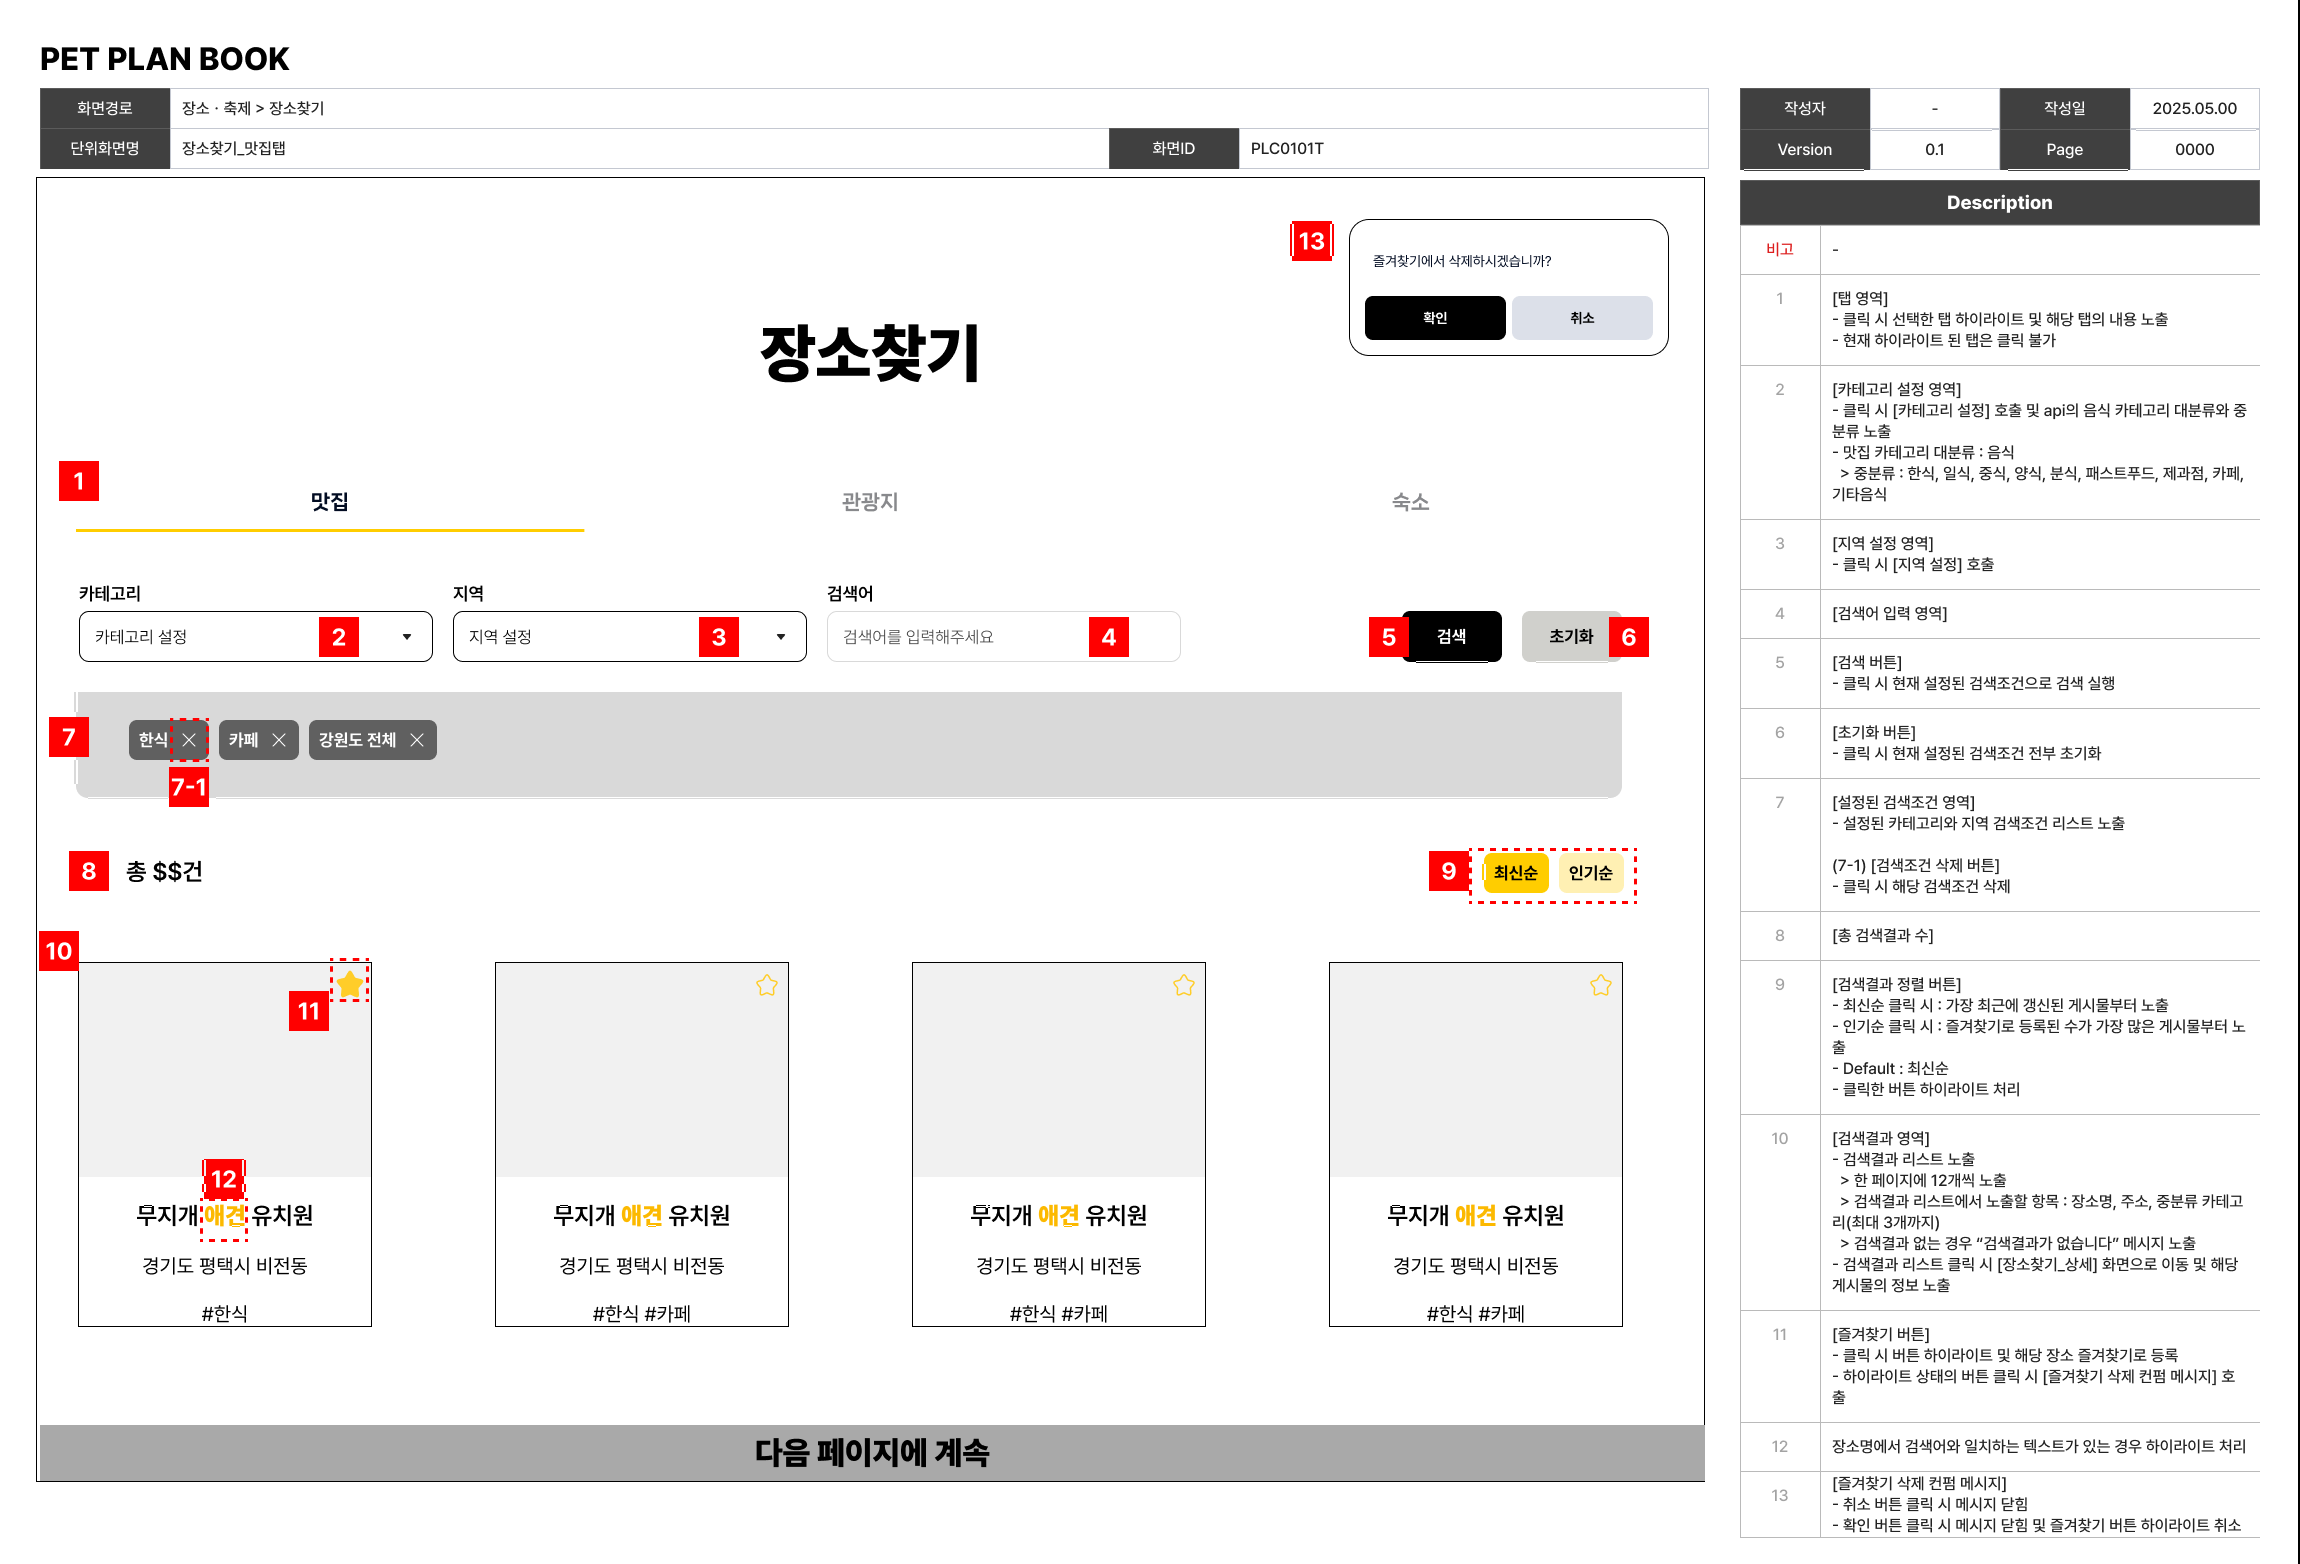 PET PLAN BOOK
화면경로 장소 · 축제 > 장소찾기
단위화면명 장소찾기_맛집탭 화면ID PLC0101T
작성자 - 작성일 2025.05.00
Version 0.1 Page 0000
13
즐겨찾기에서 삭제하시겠습니까?
확인 취소
장소찾기
1
맛집 관광지 숙소
카테고리 지역 검색어
카테고리 설정 2 지역 설정 3 검색어를 입력해주세요 4 5 검색 초기화 6
7 한식 카페 강원도 전체
7-1
8 총 $$건 9 최신순 인기순
10
11
12
무지개 애견 유치원 무지개 애견 유치원 무지개 애견 유치원 무지개 애견 유치원
경기도 평택시 비전동 경기도 평택시 비전동 경기도 평택시 비전동 경기도 평택시 비전동
#한식 #한식 #카페 #한식 #카페 #한식 #카페
다음 페이지에 계속
Description
비고 -
1 [탭 영역]
- 클릭 시 선택한 탭 하이라이트 및 해당 탭의 내용 노출
- 현재 하이라이트 된 탭은 클릭 불가
2 [카테고리 설정 영역]
- 클릭 시 [카테고리 설정] 호출 및 api의 음식 카테고리 대분류와 중
분류 노출
- 맛집 카테고리 대분류 : 음식
> 중분류 : 한식, 일식, 중식, 양식, 분식, 패스트푸드, 제과점, 카페,
기타음식
3 [지역 설정 영역]
- 클릭 시 [지역 설정] 호출
4 [검색어 입력 영역]
5 [검색 버튼]
- 클릭 시 현재 설정된 검색조건으로 검색 실행
6 [초기화 버튼]
- 클릭 시 현재 설정된 검색조건 전부 초기화
7 [설정된 검색조건 영역]
- 설정된 카테고리와 지역 검색조건 리스트 노출
(7-1) [검색조건 삭제 버튼]
- 클릭 시 해당 검색조건 삭제
8 [총 검색결과 수]
9 [검색결과 정렬 버튼]
- 최신순 클릭 시 : 가장 최근에 갱신된 게시물부터 노출
- 인기순 클릭 시 : 즐겨찾기로 등록된 수가 가장 많은 게시물부터 노
출
- Default : 최신순
- 클릭한 버튼 하이라이트 처리
10 [검색결과 영역]
- 검색결과 리스트 노출
> 한 페이지에 12개씩 노출
> 검색결과 리스트에서 노출할 항목 : 장소명, 주소, 중분류 카테고
리(최대 3개까지)
> 검색결과 없는 경우 “검색결과가 없습니다” 메시지 노출
- 검색결과 리스트 클릭 시 [장소찾기_상세] 화면으로 이동 및 해당
게시물의 정보 노출
11 [즐겨찾기 버튼]
- 클릭 시 버튼 하이라이트 및 해당 장소 즐겨찾기로 등록
- 하이라이트 상태의 버튼 클릭 시 [즐겨찾기 삭제 컨펌 메시지] 호
출
12 장소명에서 검색어와 일치하는 텍스트가 있는 경우 하이라이트 처리
13 [즐겨찾기 삭제 컨펌 메시지]
- 취소 버튼 클릭 시 메시지 닫힘
- 확인 버튼 클릭 시 메시지 닫힘 및 즐겨찾기 버튼 하이라이트 취소